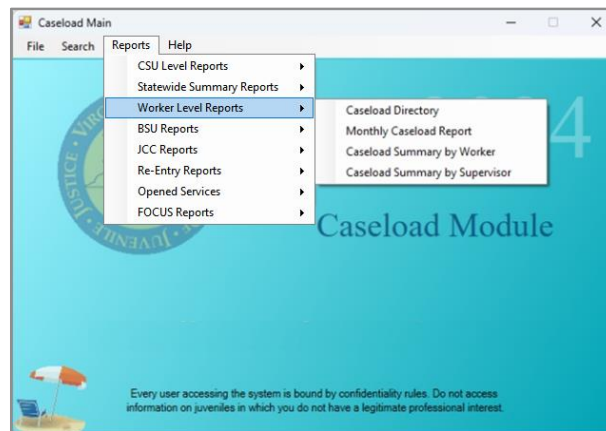 Caseload Main
File Search Reports Help
CSU Level Reports
Statewide Summary Reports
Worker Level Reports
BSU Reports
JCC Reports
Re-Entry Reports
Opened Services
FOCUS Reports
Caseload Directory
Monthly Caseload Report
Caseload Summary by Worker
Caseload Summary by Supervisor
4
JUSTICE
Caseload Module
Every user accessing the system is bound by confidentiality rules. Do not access
information on juveniles in which you do not have a legitimate professional interest.